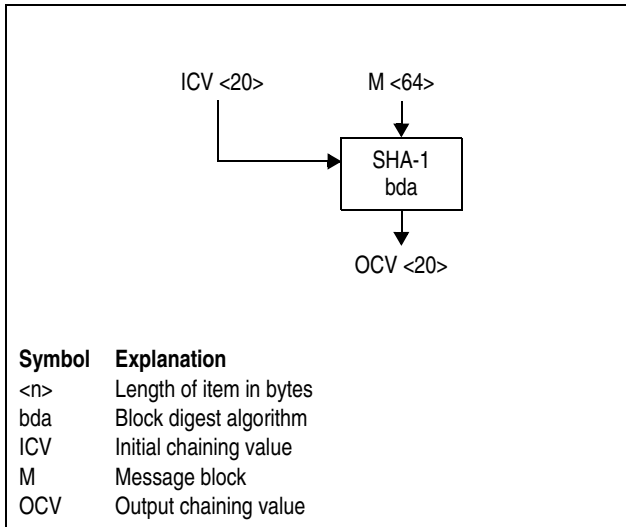 ICV <20> M <64>
SHA-1
bda
OCV <20>
Symbol Explanation
<n> Length of item in bytes
bda Block digest algorithm
ICV Initial chaining value
M Message block
OCV Output chaining value